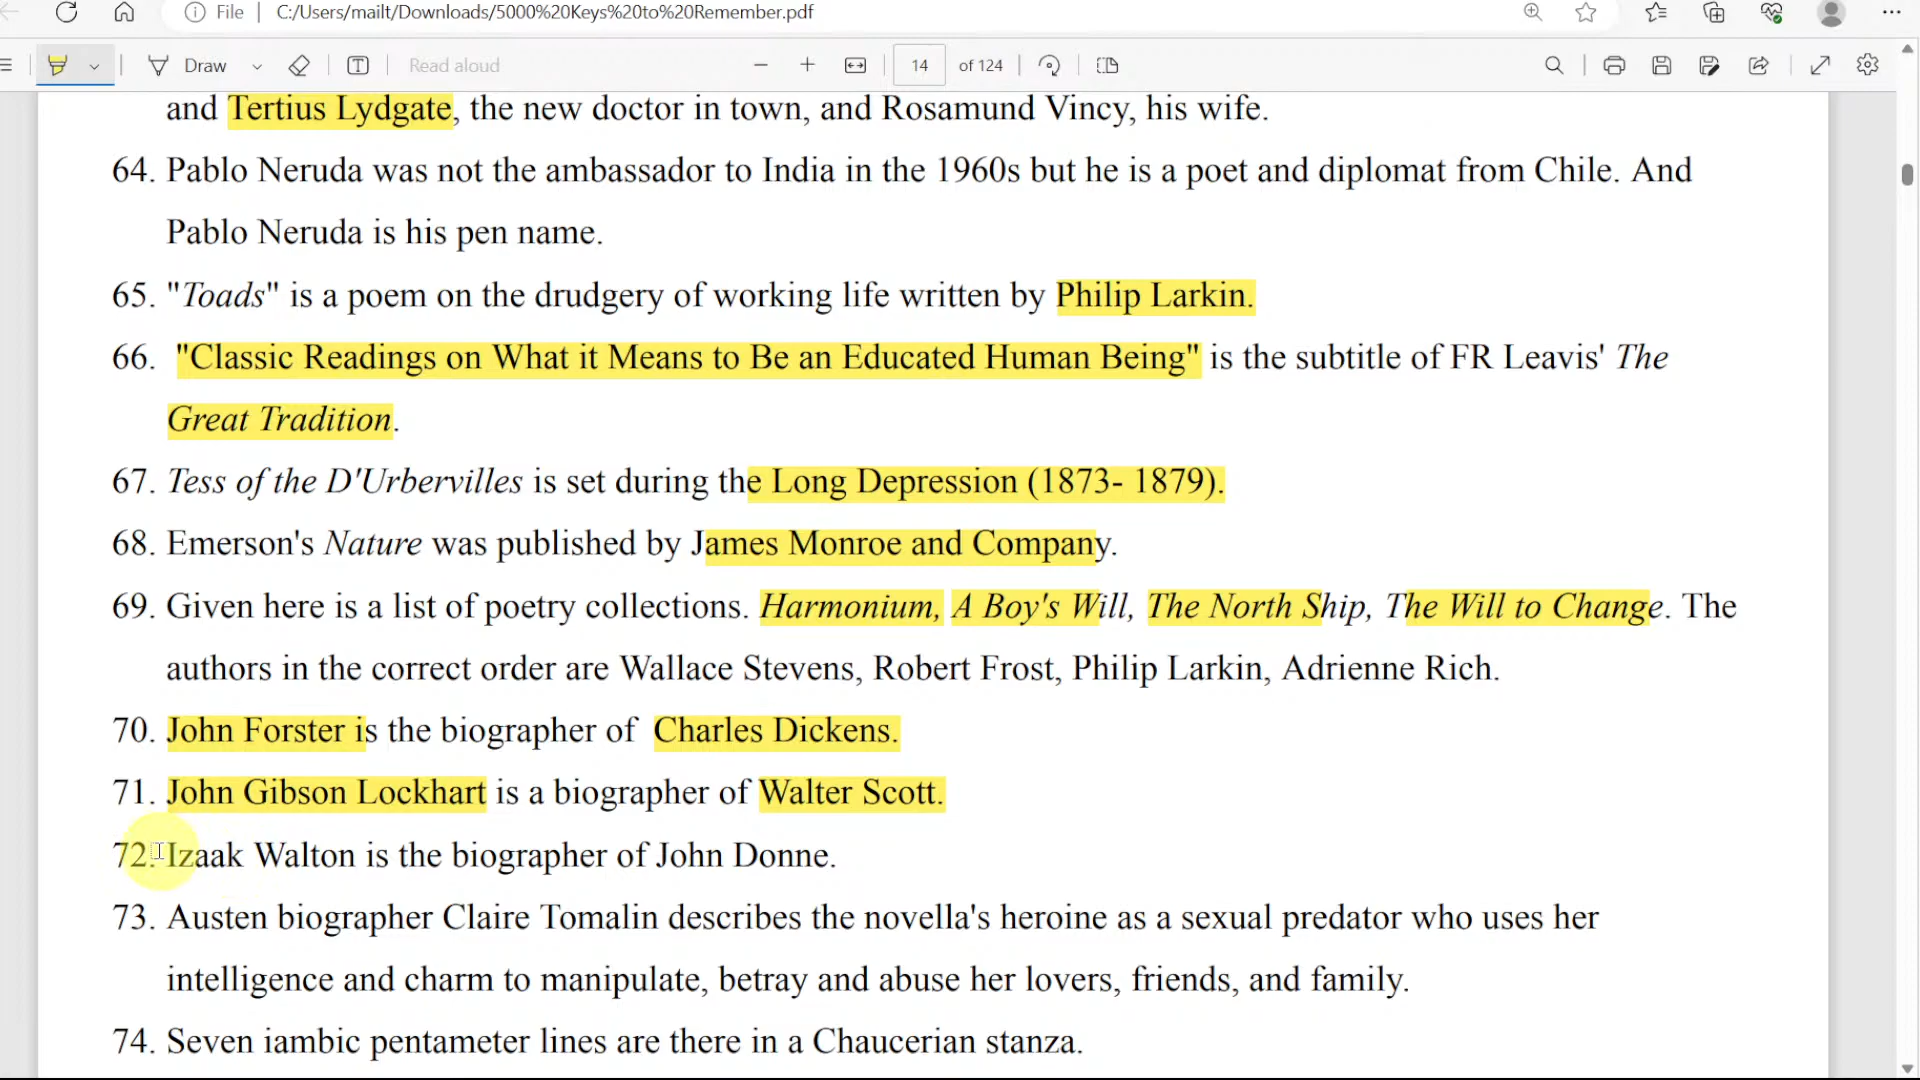 File
C:/Users/mailt/Downloads/5000%20Keys%20to%20Remember.pdf
Draw
Read aloud
14 of 124
and Tertius Lydgate, the new doctor in town, and Rosamund Vincy, his wife.
64. Pablo Neruda was not the ambassador to India in the 1960s but he is a poet and diplomat from Chile. And
Pablo Neruda is his pen name.
65. "Toads" is a poem on the drudgery of working life written by Philip Larkin.
66. "Classic Readings on What it Means to Be an Educated Human Being" is the subtitle of FR Leavis' The
Great Tradition.
67. Tess of the D'Urbervilles is set during the Long Depression (1873- 1879).
68. Emerson's Nature was published by James Monroe and Company.
69. Given here is a list of poetry collections. Harmonium, A Boy's Will, The North Ship, The Will to Change. The
authors in the correct order are Wallace Stevens, Robert Frost, Philip Larkin, Adrienne Rich.
70. John Forster is the biographer of Charles Dickens.
71. John Gibson Lockhart is a biographer of Walter Scott.
72. Izaak Walton is the biographer of John Donne.
73. Austen biographer Claire Tomalin describes the novella's heroine as a sexual predator who uses her
intelligence and charm to manipulate, betray and abuse her lovers, friends, and family.
74. Seven iambic pentameter lines are there in a Chaucerian stanza.